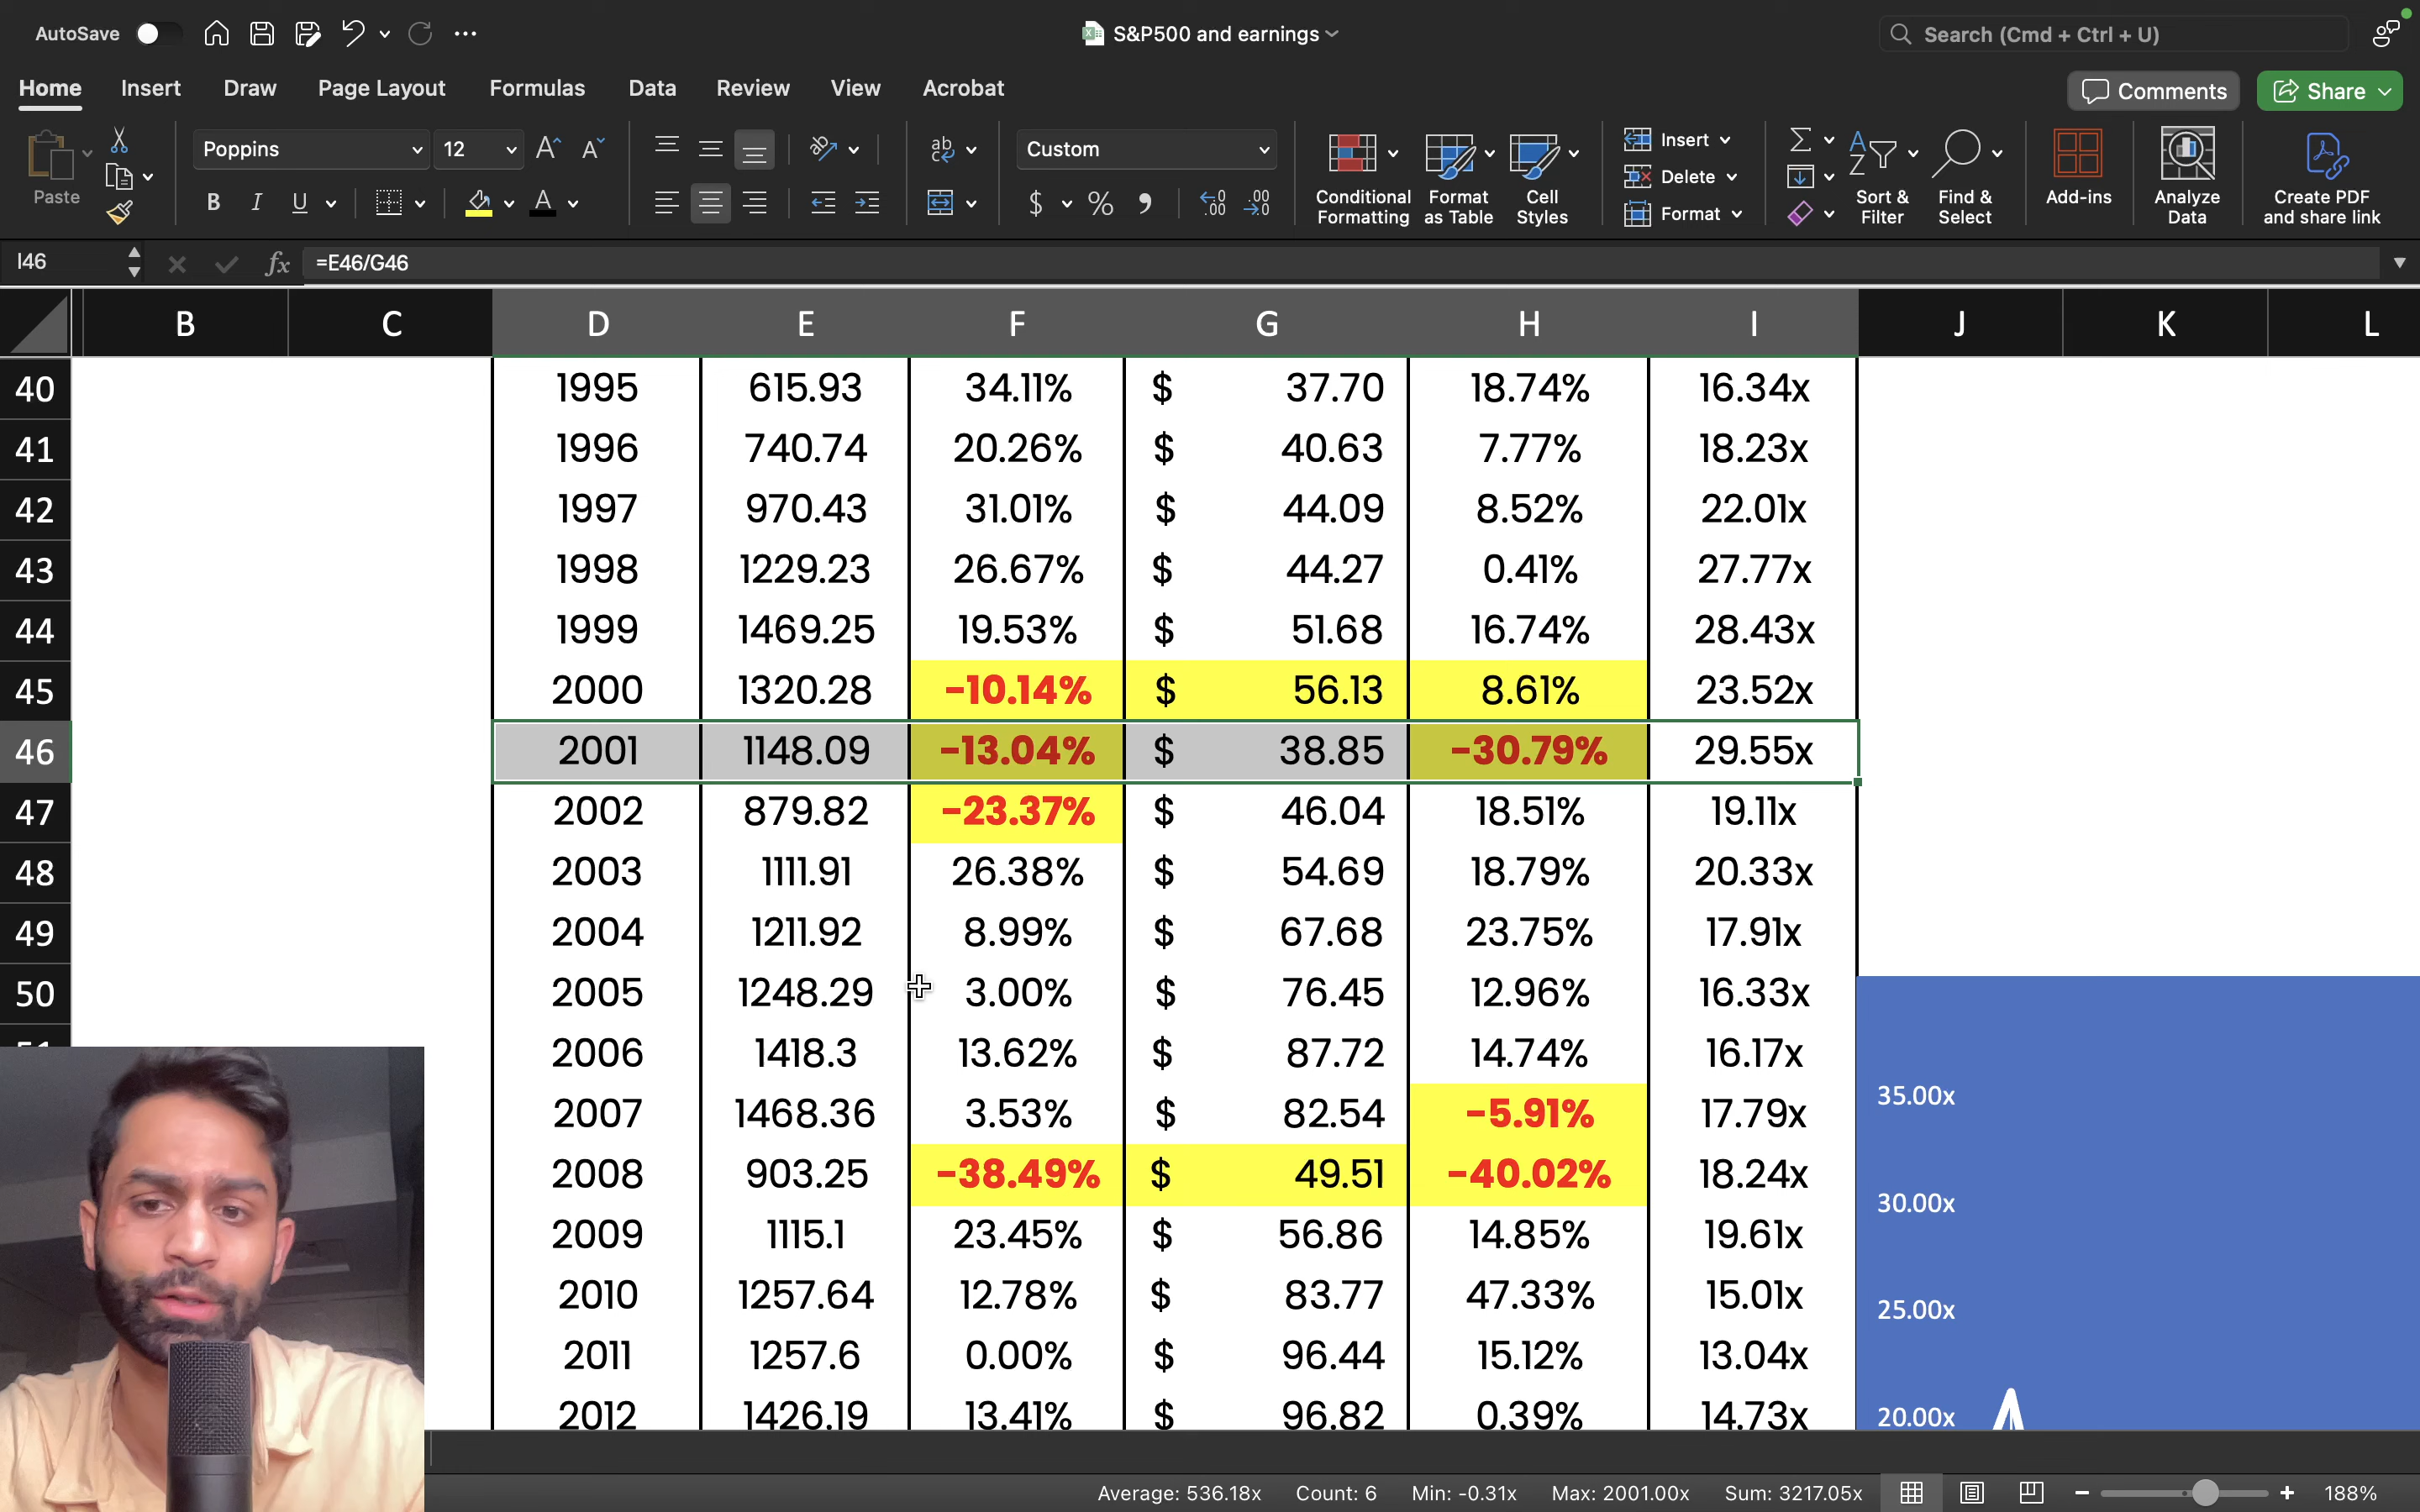 AutoSave S&P500 and earnings Search (Cmd + Ctrl + U)
Home Insert Draw Page Layout Formulas Data Review View Acrobat Comments Share
Paste Poppins 12 Custom Conditional Formatting Format as Table Cell Styles Insert Delete Format Sort & Filter Find & Select Add-ins Analyze Data Create PDF and share link
I46 fx =E46/G46
B C D E F G H I J K L
40 1995 615.93 34.11% $ 37.70 18.74% 16.34x
41 1996 740.74 20.26% $ 40.63 7.77% 18.23x
42 1997 970.43 31.01% $ 44.09 8.52% 22.01x
43 1998 1229.23 26.67% $ 44.27 0.41% 27.77x
44 1999 1469.25 19.53% $ 51.68 16.74% 28.43x
45 2000 1320.28 -10.14% $ 56.13 8.61% 23.52x
46 2001 1148.09 -13.04% $ 38.85 -30.79% 29.55x
47 2002 879.82 -23.37% $ 46.04 18.51% 19.11x
48 2003 1111.91 26.38% $ 54.69 18.79% 20.33x
49 2004 1211.92 8.99% $ 67.68 23.75% 17.91x
50 2005 1248.29 3.00% $ 76.45 12.96% 16.33x
2006 1418.3 13.62% $ 87.72 14.74% 16.17x
35.00x
2007 1468.36 3.53% $ 82.54 -5.91% 17.79x
2008 903.25 -38.49% $ 49.51 -40.02% 18.24x
30.00x
2009 1115.1 23.45% $ 56.86 14.85% 19.61x
2010 1257.64 12.78% $ 83.77 47.33% 15.01x
25.00x
2011 1257.6 0.00% $ 96.44 15.12% 13.04x
2012 1426.19 13.41% $ 96.82 0.39% 14.73x
20.00x
Average: 536.18x Count: 6 Min: -0.31x Max: 2001.00x Sum: 3217.05x 188%